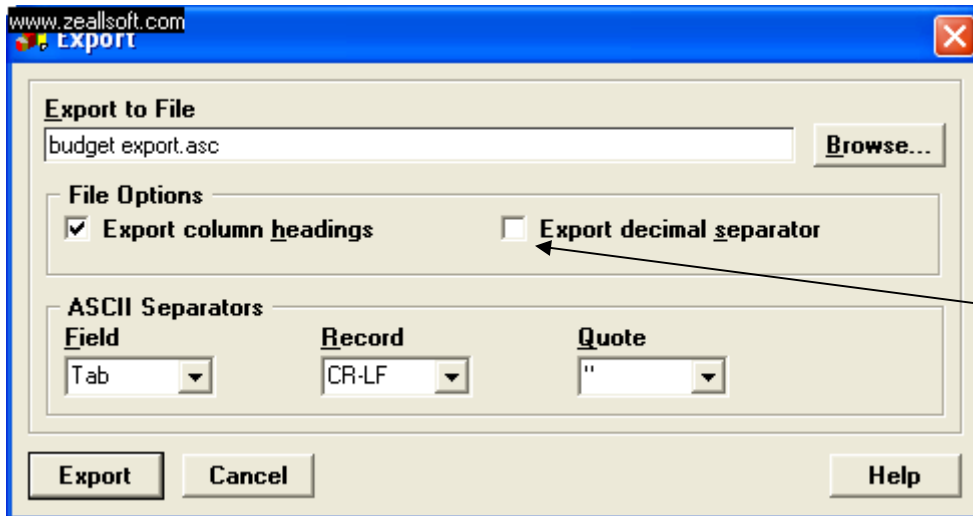 www.zeallsoft.com
Export
Export to File
budget export.asc
Browse...
File Options
Export column headings
Export decimal separator
ASCII Separators
Field
Record
Quote
Tab
CR-LF
"
Export
Cancel
Help